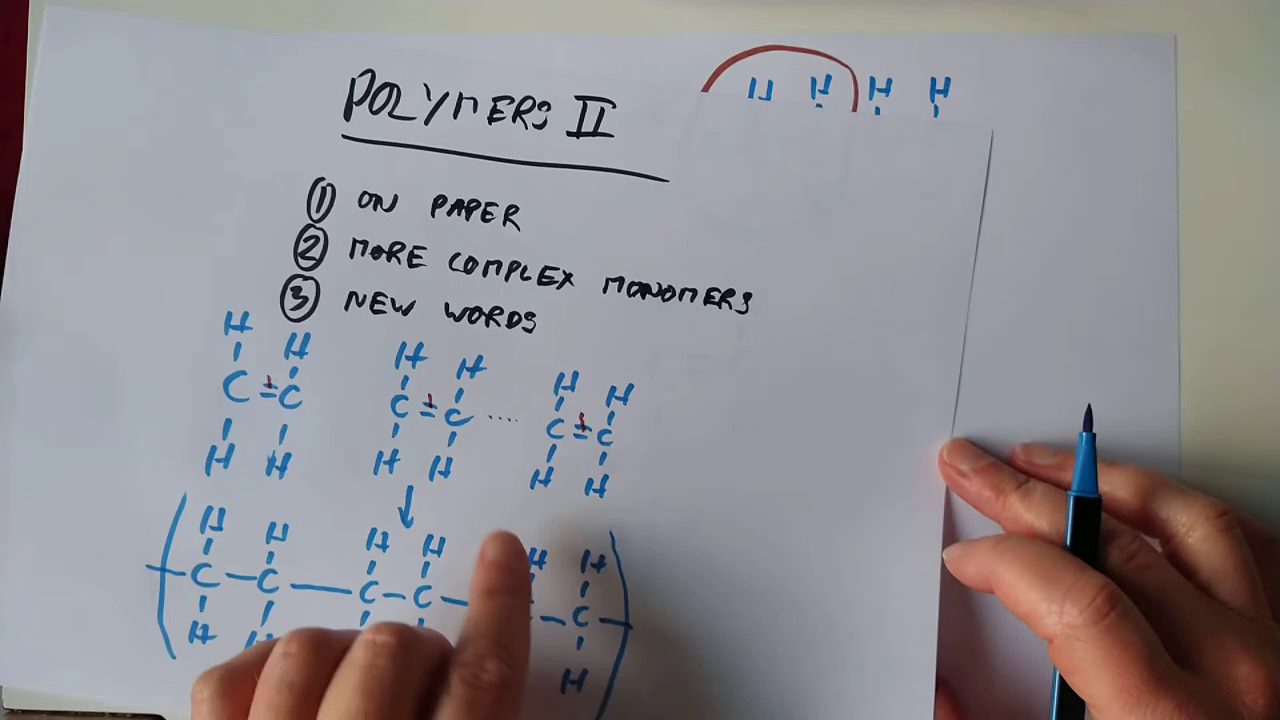 POLYMERS II
① ON PAPER
② MORE COMPLEX MONOMERS
③ NEW WORDS
H H H H
H H H H H H
C=C C=C .... C=C
H H H H H H
↓
H H H H H H
( —C—C—C—C— —C— )
H H H